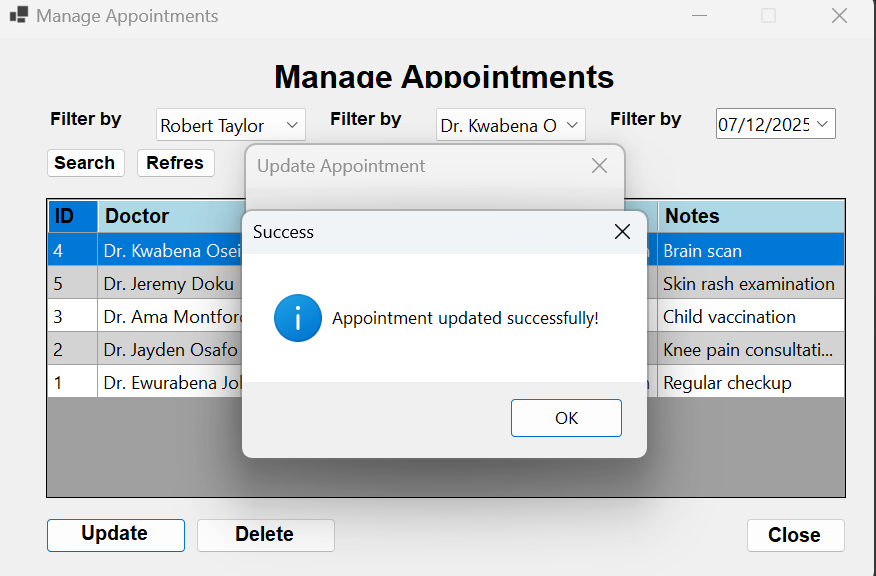 Manage Appointments
Manage Appointments
Filter by Robert Taylor Filter by Dr. Kwabena O Filter by 07/12/2025
Search Refres
Update Appointment
ID Doctor Notes
Success
4 Dr. Kwabena Osei Brain scan
5 Dr. Jeremy Doku Skin rash examination
3 Dr. Ama Montfor Child vaccination
Appointment updated successfully!
2 Dr. Jayden Osafo Knee pain consultati...
1 Dr. Ewurabena Jo Regular checkup
OK
Update Delete Close